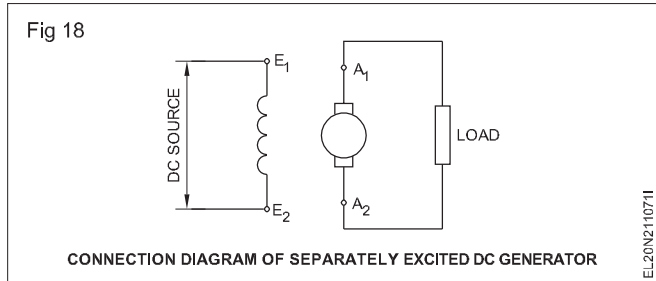 Fig 18
E1
A1
DC SOURCE
LOAD
E2
A2
CONNECTION DIAGRAM OF SEPARATELY EXCITED DC GENERATOR
EL20N211071I